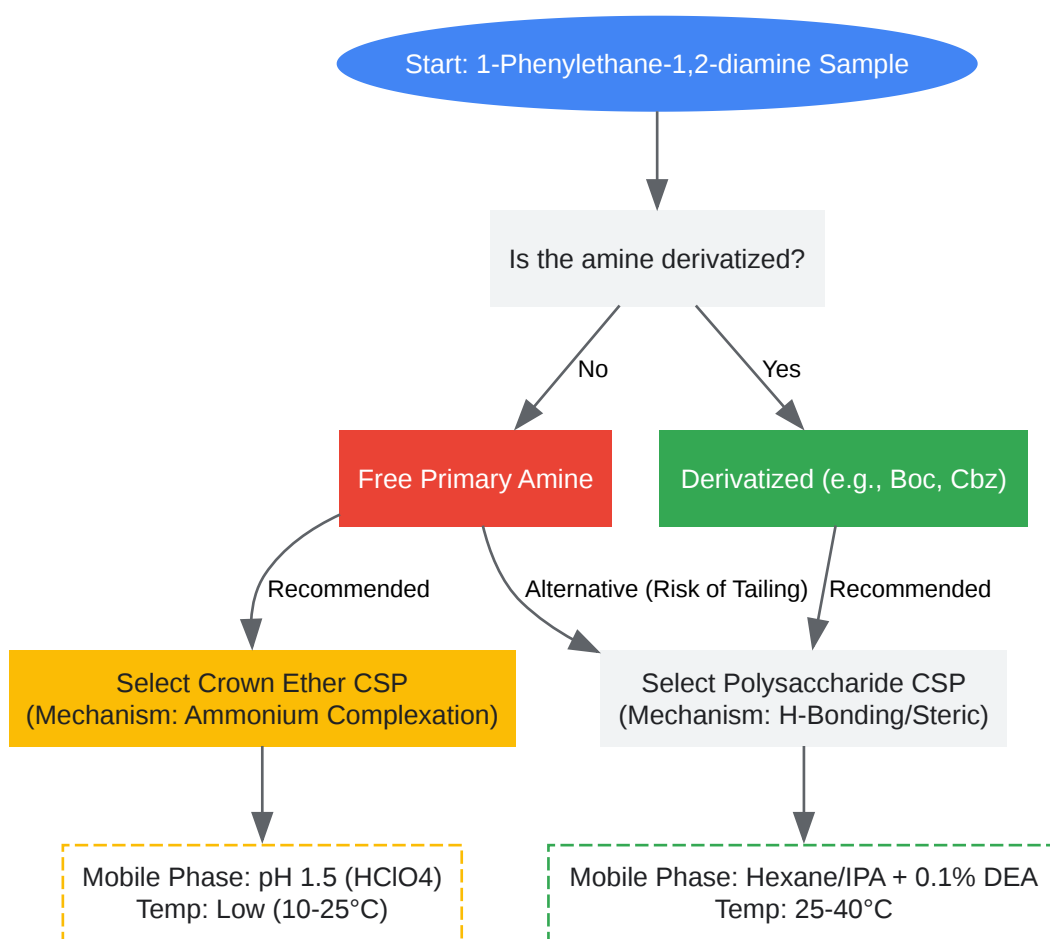 Start: 1-Phenylethane-1,2-diamine Sample
Is the amine derivatized?
No
Yes
Free Primary Amine
Derivatized (e.g., Boc, Cbz)
Recommended
Alternative (Risk of Tailing)
Recommended
Select Crown Ether CSP
(Mechanism: Ammonium Complexation)
Select Polysaccharide CSP
(Mechanism: H-Bonding/Steric)
Mobile Phase: pH 1.5 (HClO4)
Temp: Low (10-25°C)
Mobile Phase: Hexane/IPA + 0.1% DEA
Temp: 25-40°C